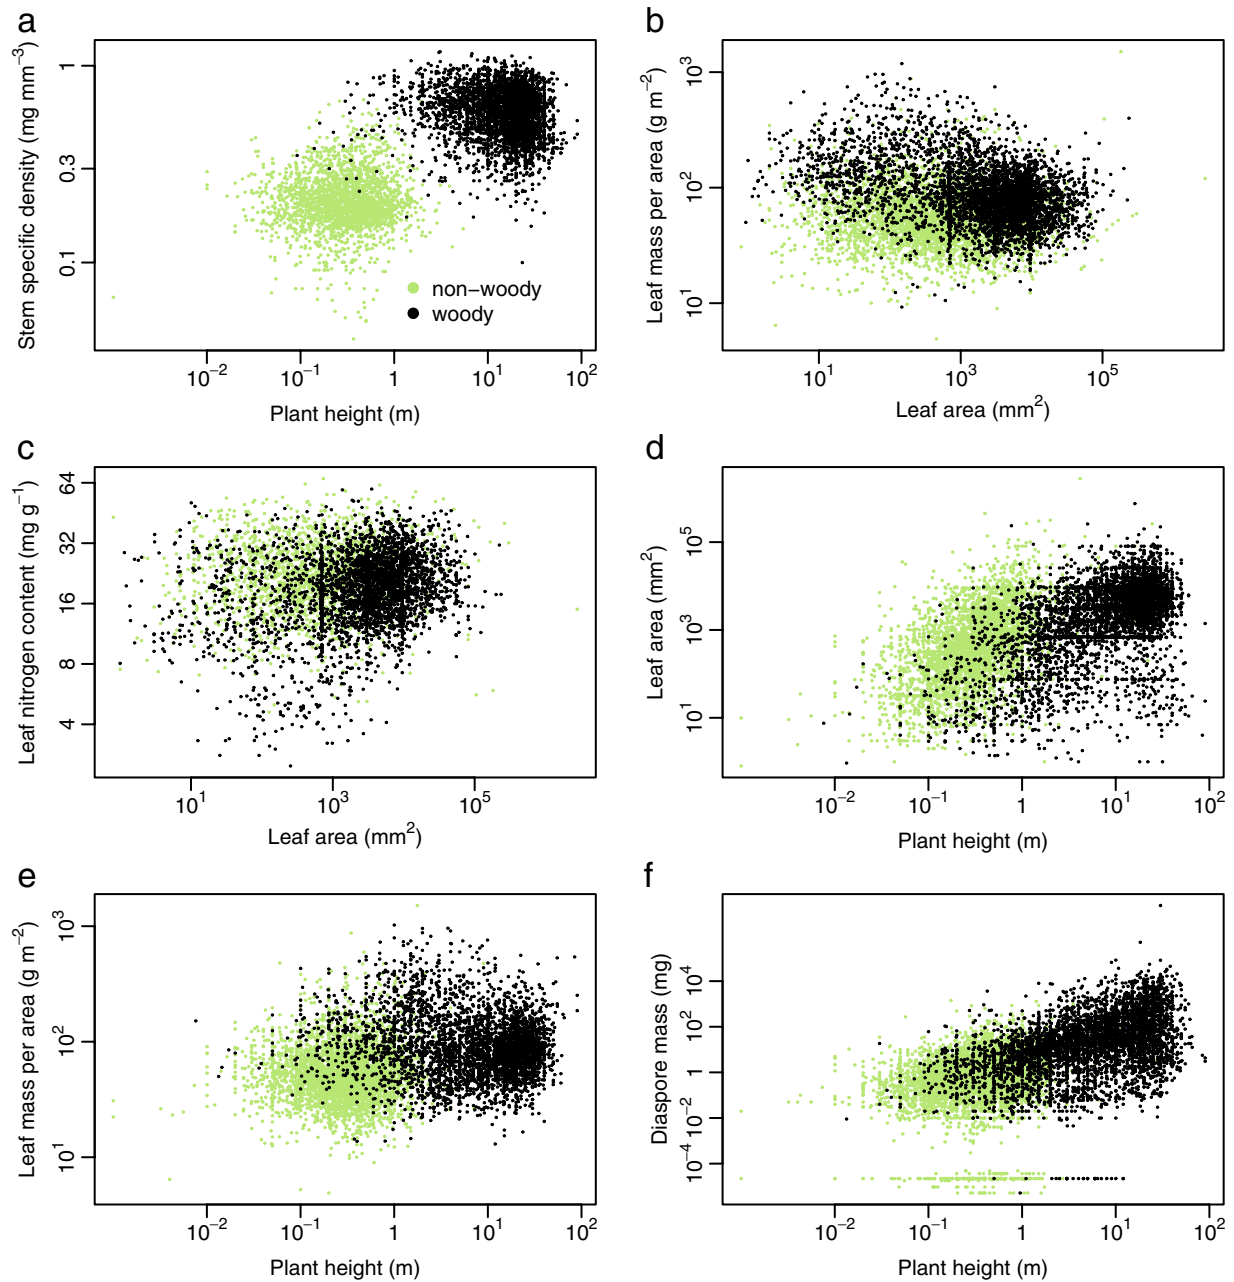 a
Stem specific density (mg mm⁻³)
1
0.3
0.1
non−woody
woody
10⁻² 10⁻¹ 1 10¹ 10²
Plant height (m)
b
Leaf mass per area (g m⁻²)
10³
10²
10¹
10¹ 10³ 10⁵
Leaf area (mm²)
c
Leaf nitrogen content (mg g⁻¹)
64
32
16
8
4
10¹ 10³ 10⁵
Leaf area (mm²)
d
Leaf area (mm²)
10⁵
10³
10¹
10⁻² 10⁻¹ 1 10¹ 10²
Plant height (m)
e
Leaf mass per area (g m⁻²)
10³
10²
10¹
10⁻² 10⁻¹ 1 10¹ 10²
Plant height (m)
f
Diaspore mass (mg)
10⁴
10²
1
10⁻²
10⁻⁴
10⁻² 10⁻¹ 1 10¹ 10²
Plant height (m)